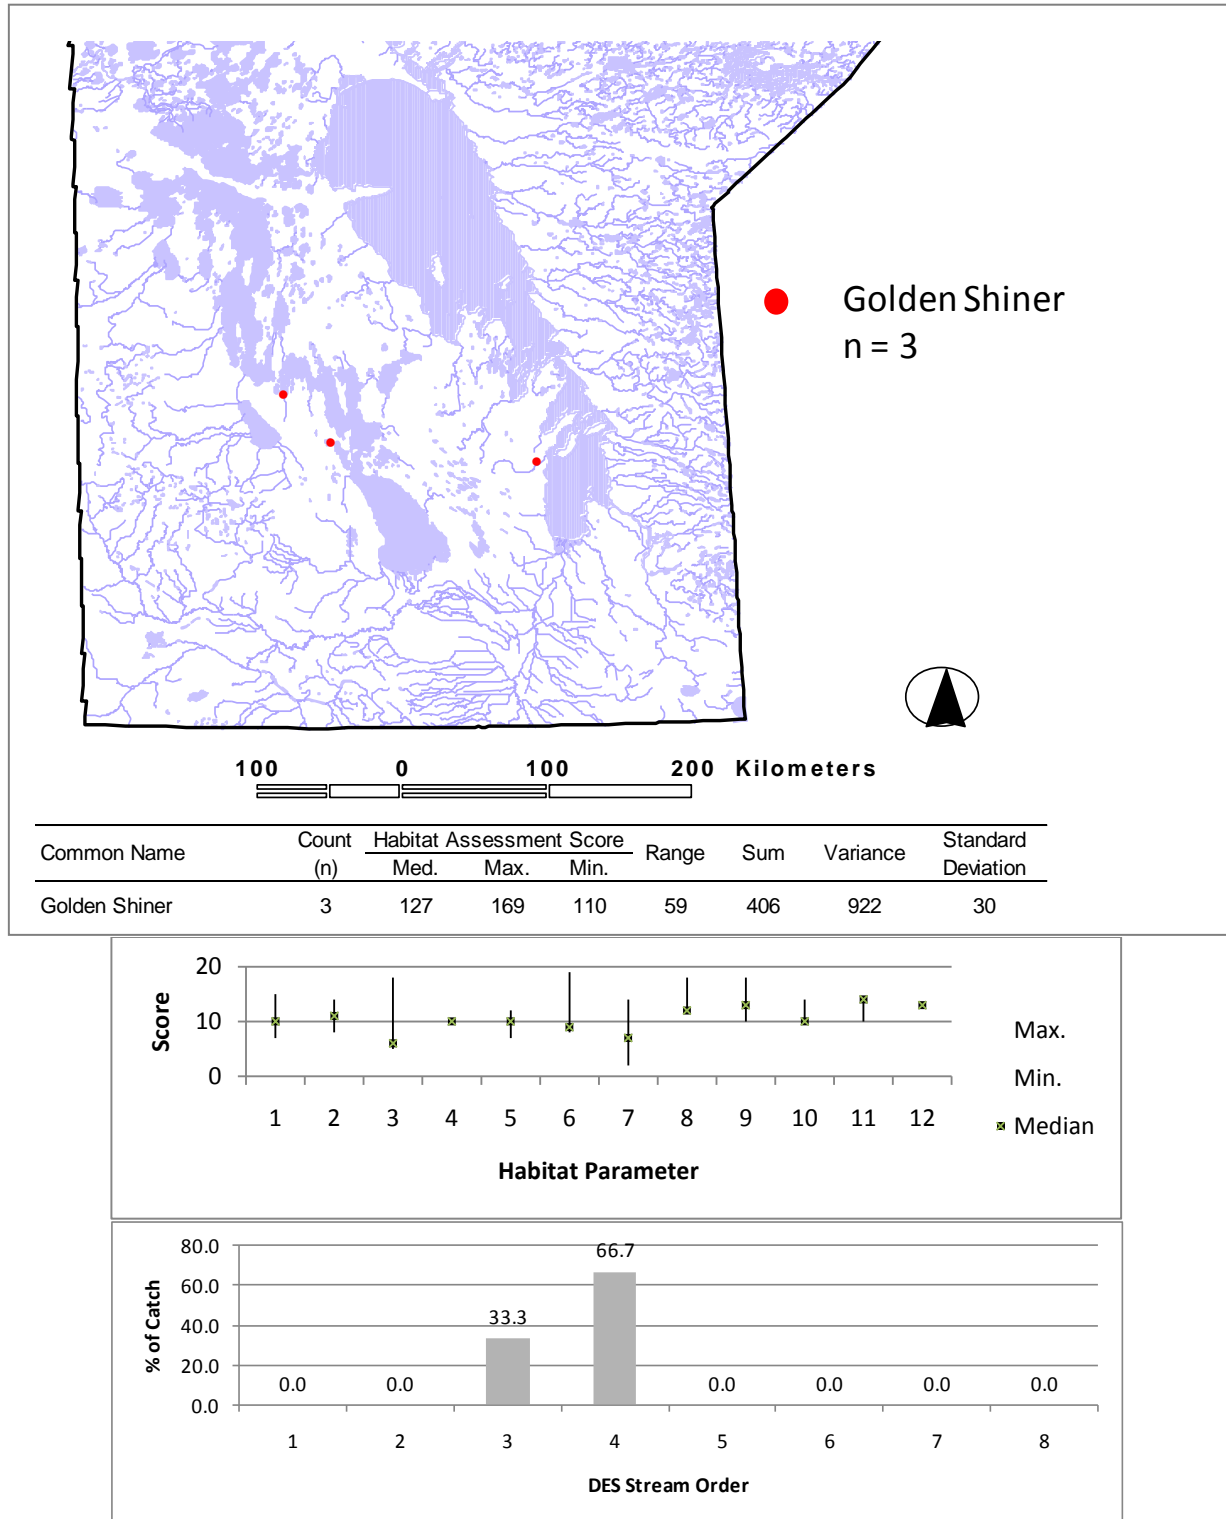 Golden Shiner
n = 3
100 0 100 200 Kilometers
Common Name Count (n) Habitat Assessment Score Range Sum Variance Standard Deviation
Med. Max. Min.
Golden Shiner 3 127 169 110 59 406 922 30
Score
20
10
0
1 2 3 4 5 6 7 8 9 10 11 12
Habitat Parameter
Max.
Min.
Median
% of Catch
80.0
60.0
40.0
20.0
0.0
0.0 0.0 33.3 66.7 0.0 0.0 0.0 0.0
1 2 3 4 5 6 7 8
DES Stream Order